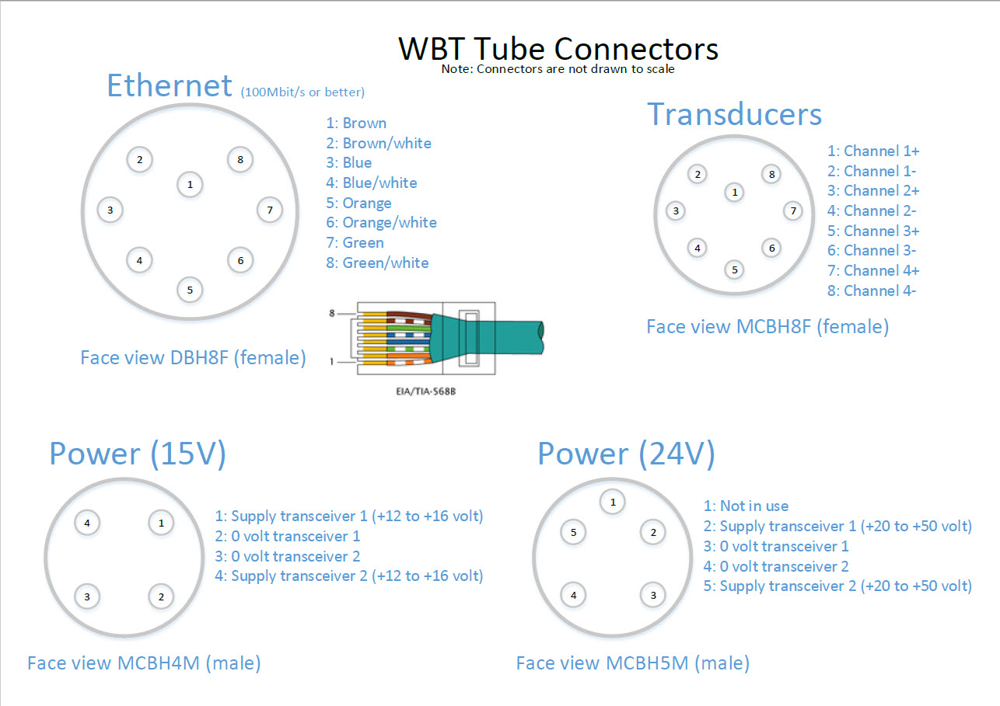 WBT Tube Connectors
Note: Connectors are not drawn to scale
Ethernet (100Mbit/s or better)
2
8
1
3
7
4
6
5
1: Brown
2: Brown/white
3: Blue
4: Blue/white
5: Orange
6: Orange/white
7: Green
8: Green/white
Face view DBH8F (female)
8
1
EIA/TIA-568B
Transducers
2
8
1
3
7
4
6
5
1: Channel 1+
2: Channel 1-
3: Channel 2+
4: Channel 2-
5: Channel 3+
6: Channel 3-
7: Channel 4+
8: Channel 4-
Face view MCBH8F (female)
Power (15V)
4
1
3
2
1: Supply transceiver 1 (+12 to +16 volt)
2: 0 volt transceiver 1
3: 0 volt transceiver 2
4: Supply transceiver 2 (+12 to +16 volt)
Face view MCBH4M (male)
Power (24V)
1
5
2
4
3
1: Not in use
2: Supply transceiver 1 (+20 to +50 volt)
3: 0 volt transceiver 1
4: 0 volt transceiver 2
5: Supply transceiver 2 (+20 to +50 volt)
Face view MCBH5M (male)